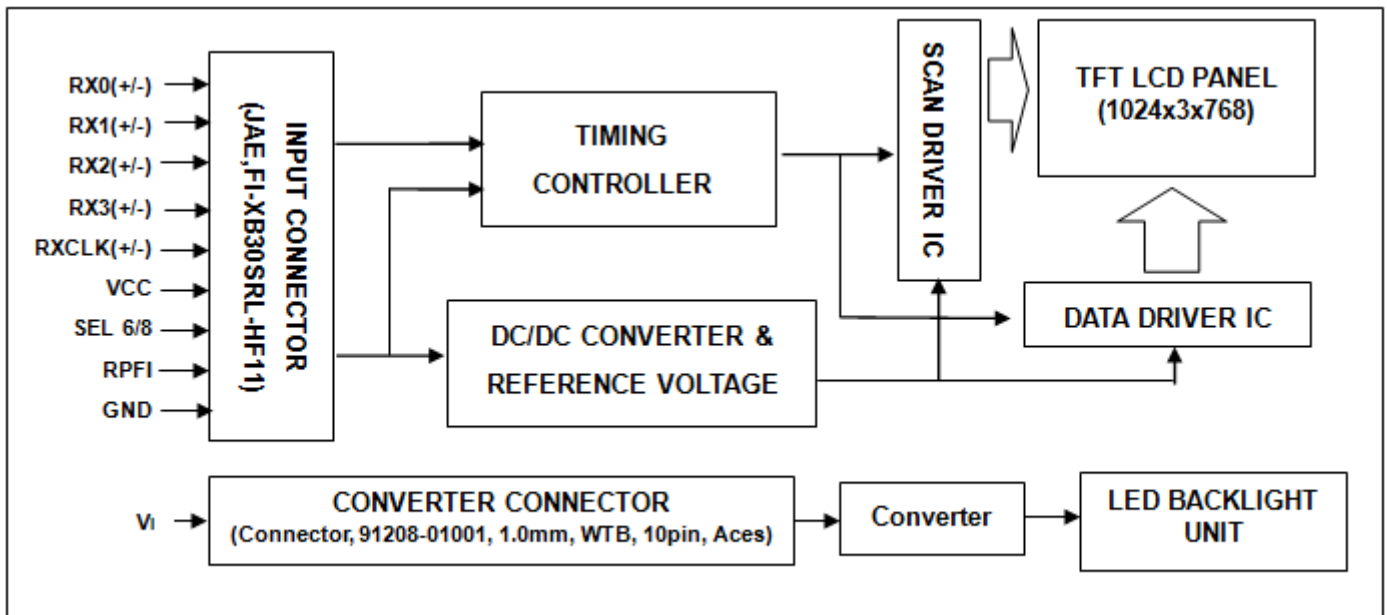 RX0(+/-)
RX1(+/-)
RX2(+/-)
RX3(+/-)
RXCLK(+/-)
VCC
SEL 6/8
RPFI
GND
INPUT CONNECTOR
(JAE,FI-XB30SRL-HF11)
TIMING
CONTROLLER
DC/DC CONVERTER &
REFERENCE VOLTAGE
SCAN DRIVER IC
TFT LCD PANEL
(1024x3x768)
DATA DRIVER IC
VI
CONVERTER CONNECTOR
(Connector, 91208-01001, 1.0mm, WTB, 10pin, Aces)
Converter
LED BACKLIGHT
UNIT